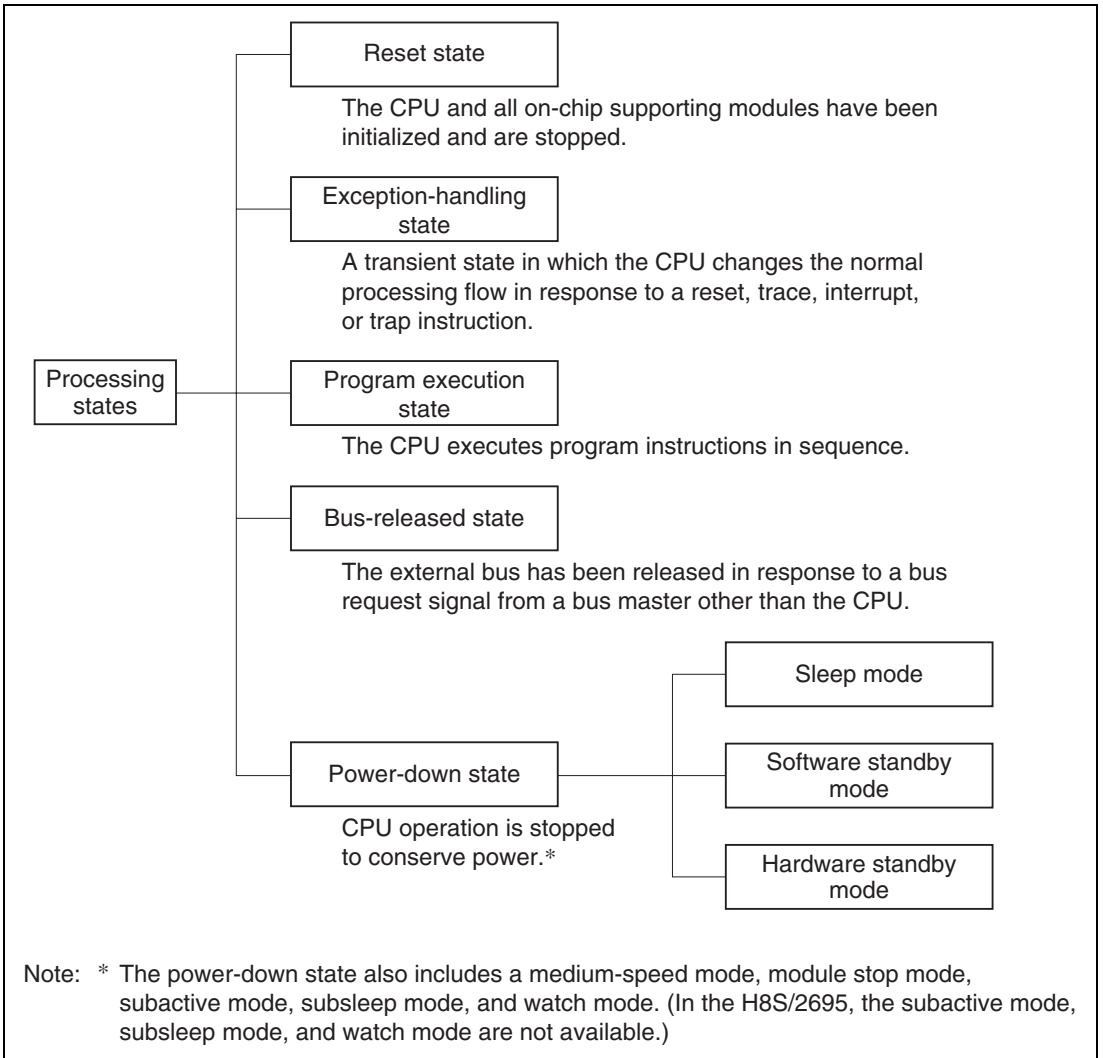 Reset state
The CPU and all on-chip supporting modules have been
initialized and are stopped.
Exception-handling
state
A transient state in which the CPU changes the normal
processing flow in response to a reset, trace, interrupt,
or trap instruction.
Processing
states
Program execution
state
The CPU executes program instructions in sequence.
Bus-released state
The external bus has been released in response to a bus
request signal from a bus master other than the CPU.
Sleep mode
Power-down state
Software standby
mode
CPU operation is stopped
to conserve power.*
Hardware standby
mode
Note: * The power-down state also includes a medium-speed mode, module stop mode,
subactive mode, subsleep mode, and watch mode. (In the H8S/2695, the subactive mode,
subsleep mode, and watch mode are not available.)